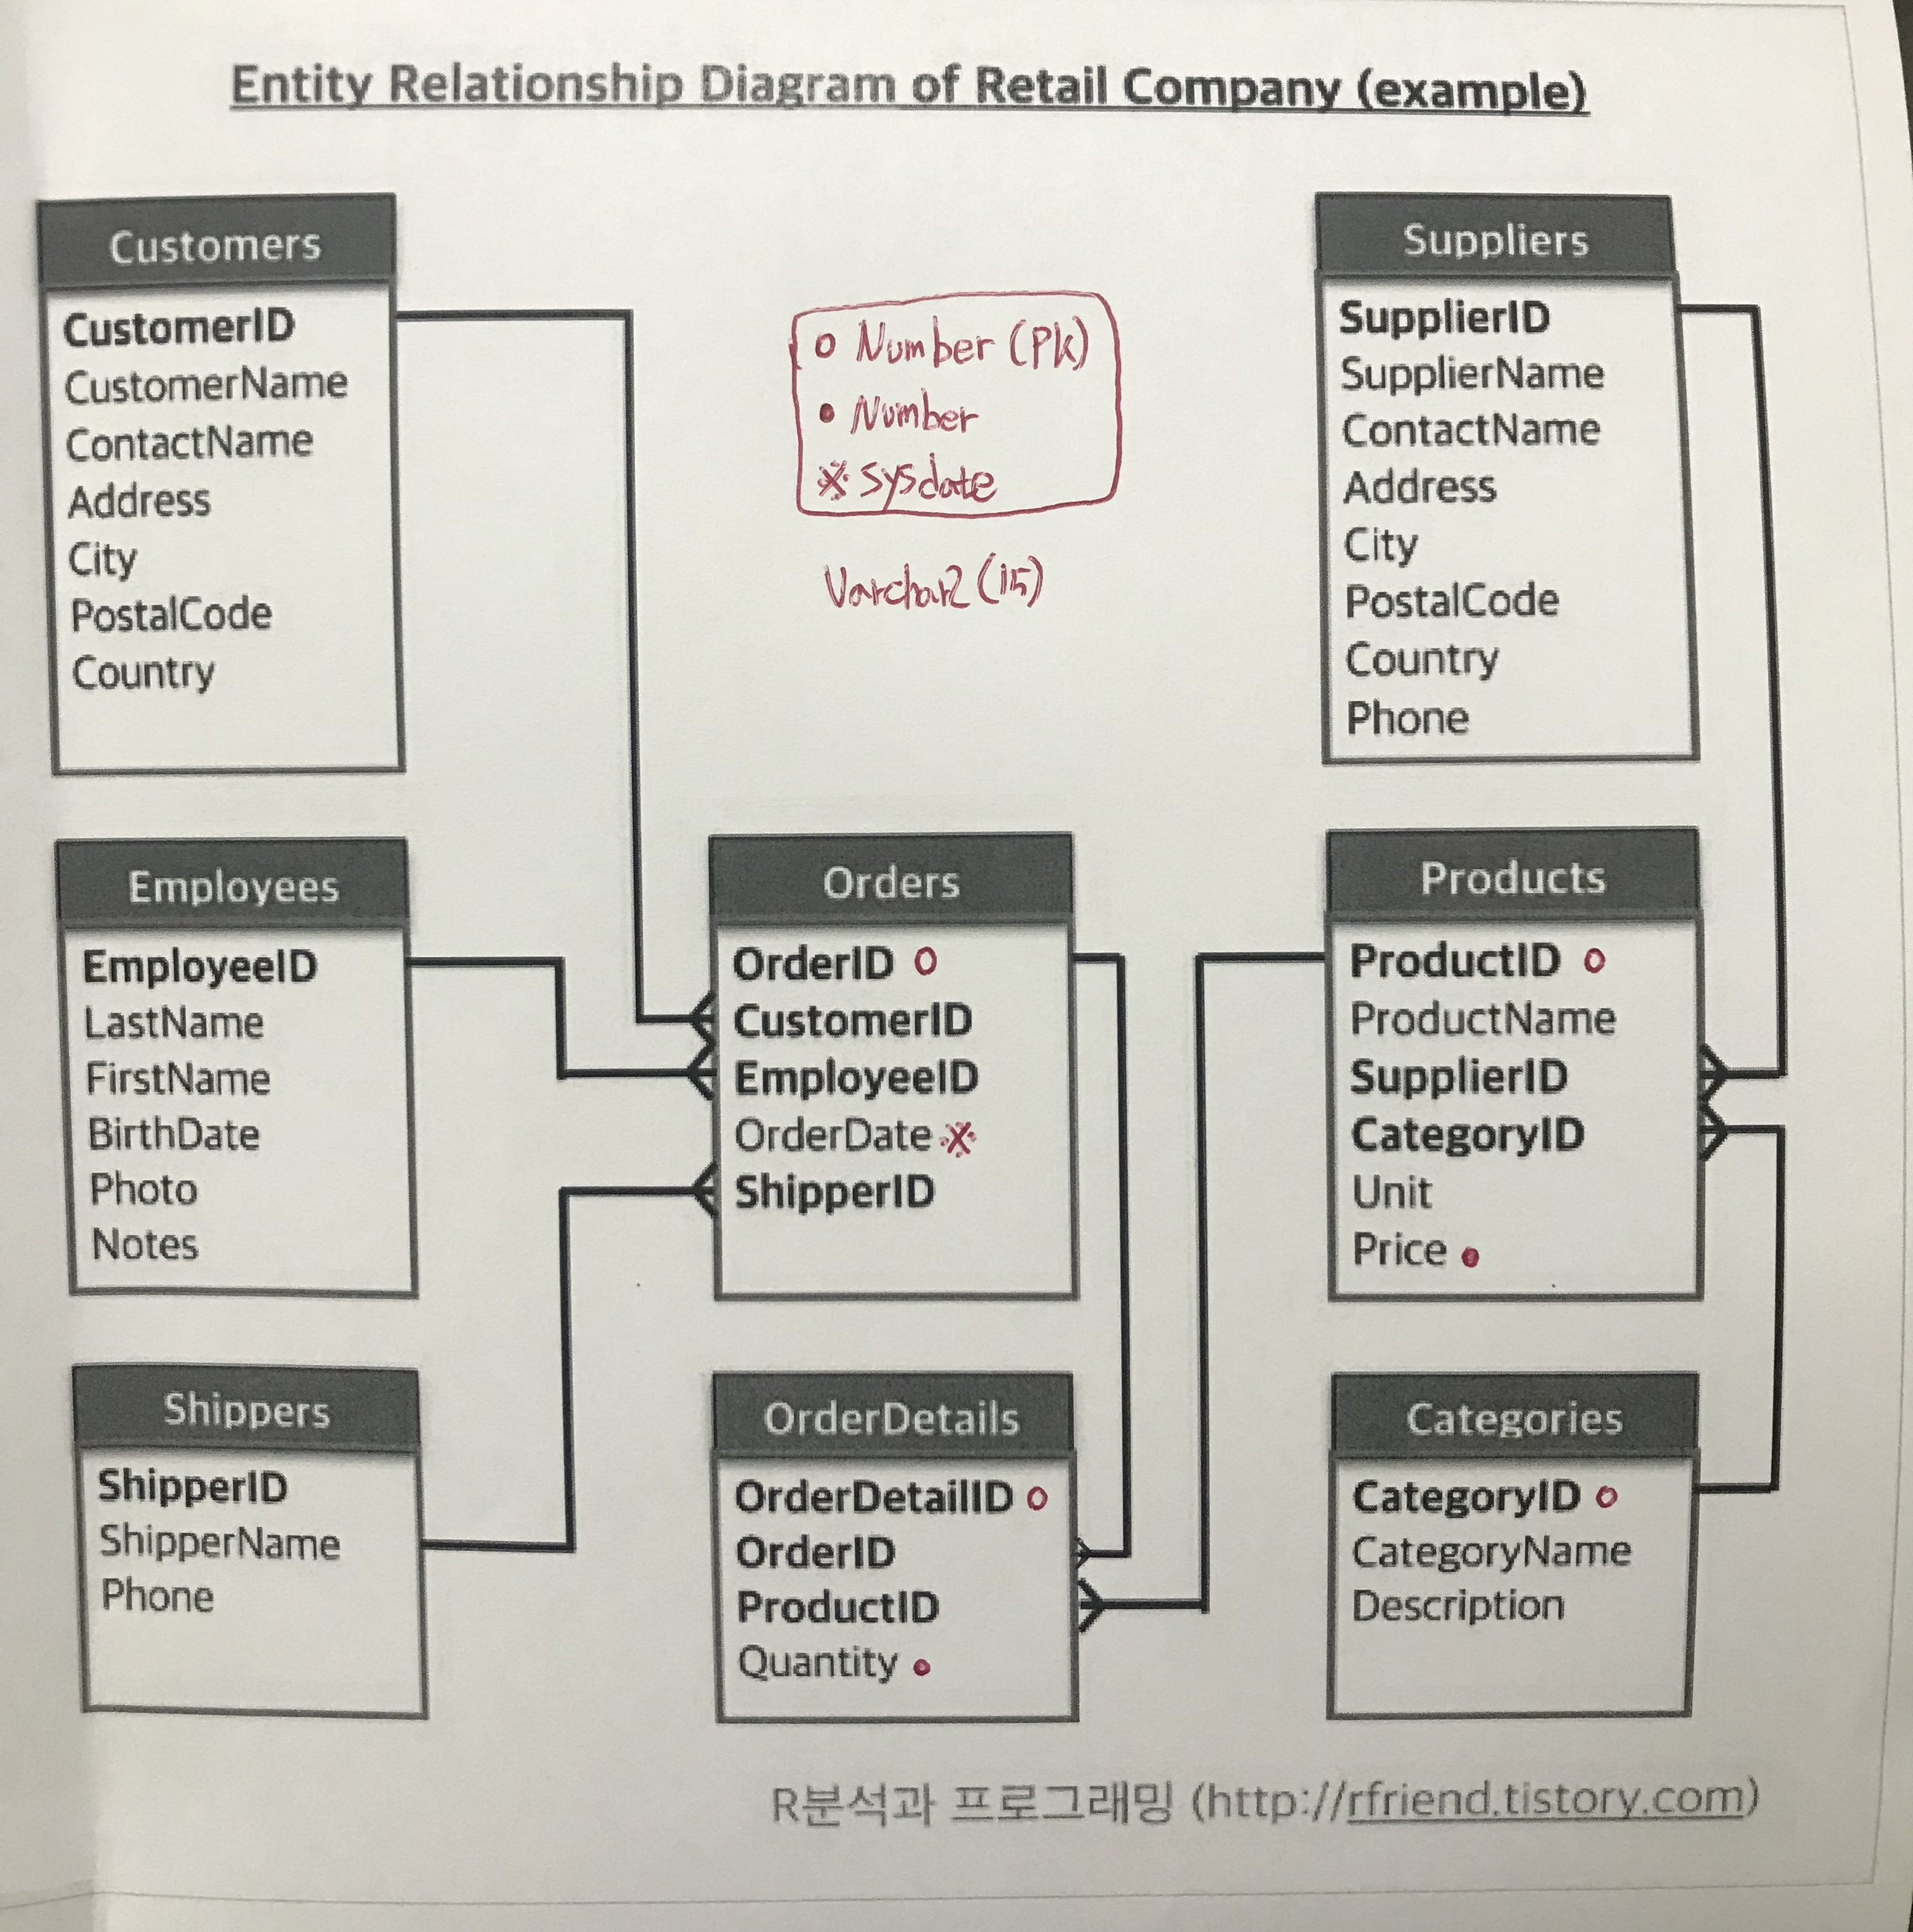 Entity Relationship Diagram of Retail Company (example)
Customers
CustomerID
CustomerName
ContactName
Address
City
PostalCode
Country
o Number (PK)
• Number
※ sysdate
Varchar2 (15)
Suppliers
SupplierID
SupplierName
ContactName
Address
City
PostalCode
Country
Phone
Employees
EmployeeID
LastName
FirstName
BirthDate
Photo
Notes
Orders
OrderID o
CustomerID
EmployeeID
OrderDate ※
ShipperID
Products
ProductID o
ProductName
SupplierID
CategoryID
Unit
Price •
Shippers
ShipperID
ShipperName
Phone
OrderDetails
OrderDetailID o
OrderID
ProductID
Quantity •
Categories
CategoryID o
CategoryName
Description
R분석과 프로그래밍 (http://rfriend.tistory.com)